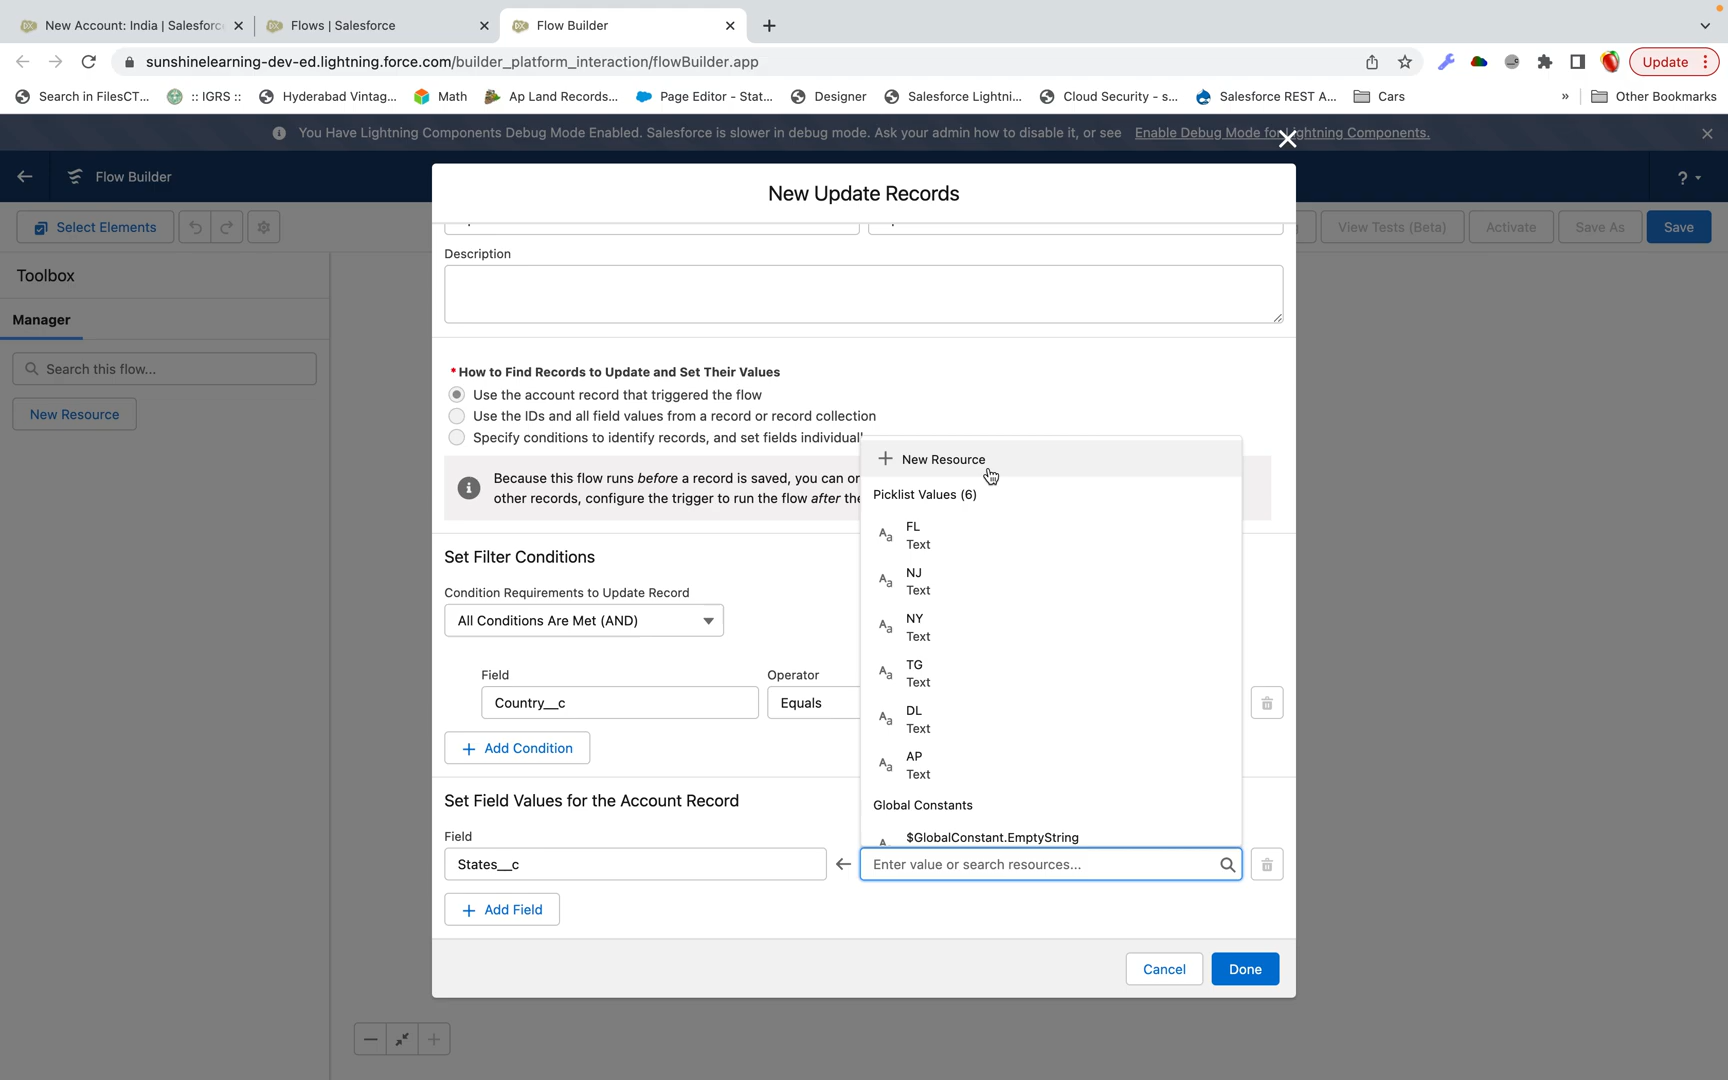 New Account: India | Salesforc
Flows | Salesforce
Flow Builder
sunshinelearning-dev-ed.lightning.force.com/builder_platform_interaction/flowBuilder.app
Update
Search in FilesCT...
:: IGRS ::
Hyderabad Vintag...
Math
Ap Land Records...
Page Editor - Stat...
Designer
Salesforce Lightni...
Cloud Security - s...
Salesforce REST A...
Cars
»
Other Bookmarks
You Have Lightning Components Debug Mode Enabled. Salesforce is slower in debug mode. Ask your admin how to disable it, or see Enable Debug Mode for Lightning Components.
Flow Builder
?
New Update Records
Select Elements
View Tests (Beta)
Activate
Save As
Save
Toolbox
Manager
Search this flow...
New Resource
Description
*How to Find Records to Update and Set Their Values
Use the account record that triggered the flow
Use the IDs and all field values from a record or record collection
Specify conditions to identify records, and set fields individuall
Because this flow runs before a record is saved, you can or
other records, configure the trigger to run the flow after the
Set Filter Conditions
Condition Requirements to Update Record
All Conditions Are Met (AND)
Field
Operator
Country__c
Equals
+ Add Condition
Set Field Values for the Account Record
Field
States__c
Enter value or search resources...
+ Add Field
+ New Resource
Picklist Values (6)
Aa FL
Text
Aa NJ
Text
Aa NY
Text
Aa TG
Text
Aa DL
Text
Aa AP
Text
Global Constants
$GlobalConstant.EmptyString
Cancel
Done